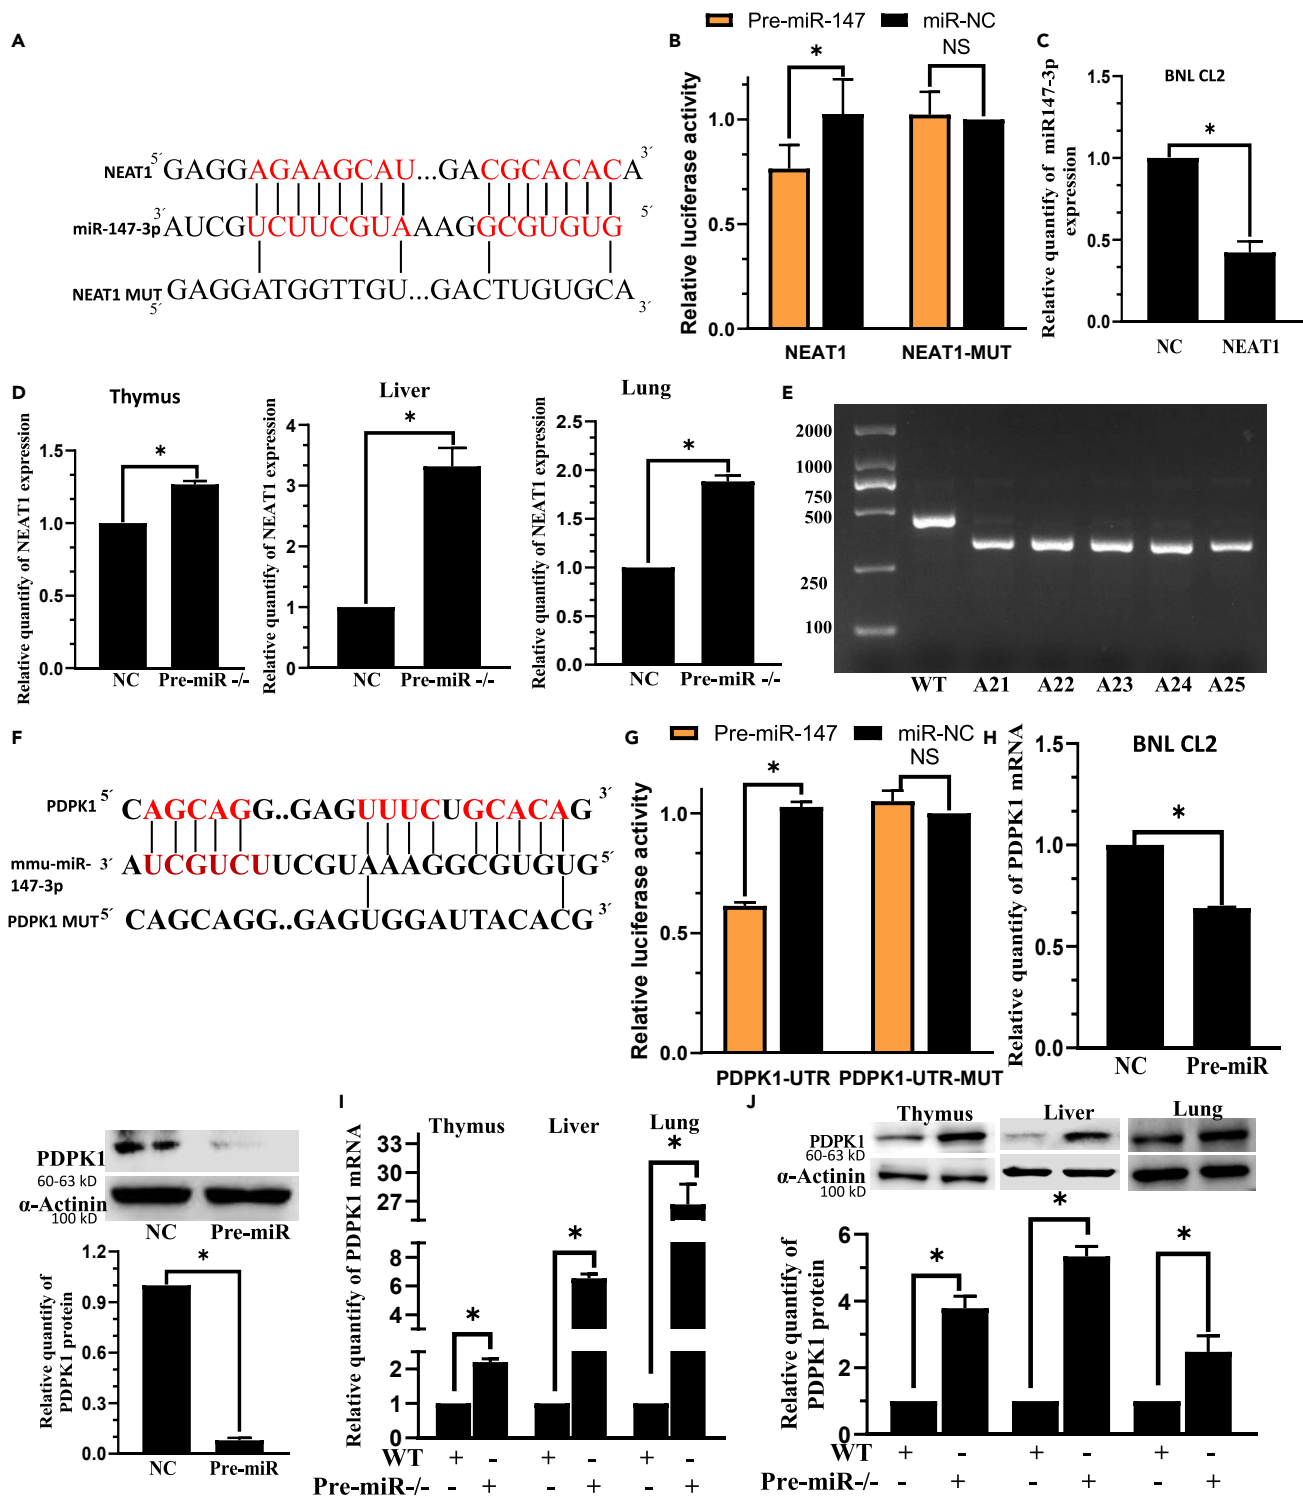 A
5´ GAGGAGAAGCAU...GACGCACACA 3´
NEAT1
miR-147-3p
3´ AUCGUCUUCGUAAAGGCGUGUG 5´
NEAT1 MUT
5´ GAGGATGGTTGU...GACTUGUGCA 3´
B
Pre-miR-147 miR-NC
Relative luciferase activity
1.0
0.5
0.0
*
NS
NEAT1 NEAT1-MUT
C
BNL CL2
Relative quantify of miR147-3p expression
1.5
1.0
0.5
0.0
*
NC NEAT1
D
Thymus
Relative quantify of NEAT1 expression
1.5
1.0
0.5
0.0
*
NC Pre-miR -/-
Liver
Relative quantify of NEAT1 expression
4
3
2
1
0
*
NC Pre-miR -/-
Lung
Relative quantify of NEAT1 expression
2.5
2.0
1.5
1.0
0.5
0.0
*
NC Pre-miR -/-
E
2000
1000
750
500
250
100
WT A21 A22 A23 A24 A25
F
PDPK1 5´ CAGCAGG..GAGUUUCUGCACAG 3´
mmu-miR-147-3p 3´ AUCGUCUUCGUAAAGGCGUGUG 5´
PDPK1 MUT 5´ CAGCAGG..GAGUGGAUTACACG 3´
G
Pre-miR-147 miR-NC
Relative luciferase activity
1.0
0.5
0.0
*
NS
PDPK1-UTR PDPK1-UTR-MUT
H
BNL CL2
Relative quantify of PDPK1 mRNA
1.5
1.0
0.5
0.0
*
NC Pre-miR
PDPK1
60-63 kD
α-Actinin
100 kD
NC Pre-miR
Relative quantify of
PDPK1 protein
1.2
0.9
0.6
0.3
0.0
*
NC Pre-miR
I
Thymus Liver Lung
Relative quantify of PDPK1 mRNA
33
30
27
9
8
6
4
2
1
0
* * *
WT + - + - + -
Pre-miR-/- - + - + - +
J
Thymus Liver Lung
PDPK1
60-63 kD
α-Actinin
100 kD
Relative quantify of
PDPK1 protein
6
4
2
0
* * *
WT + - + - + -
Pre-miR-/- - + - + - +